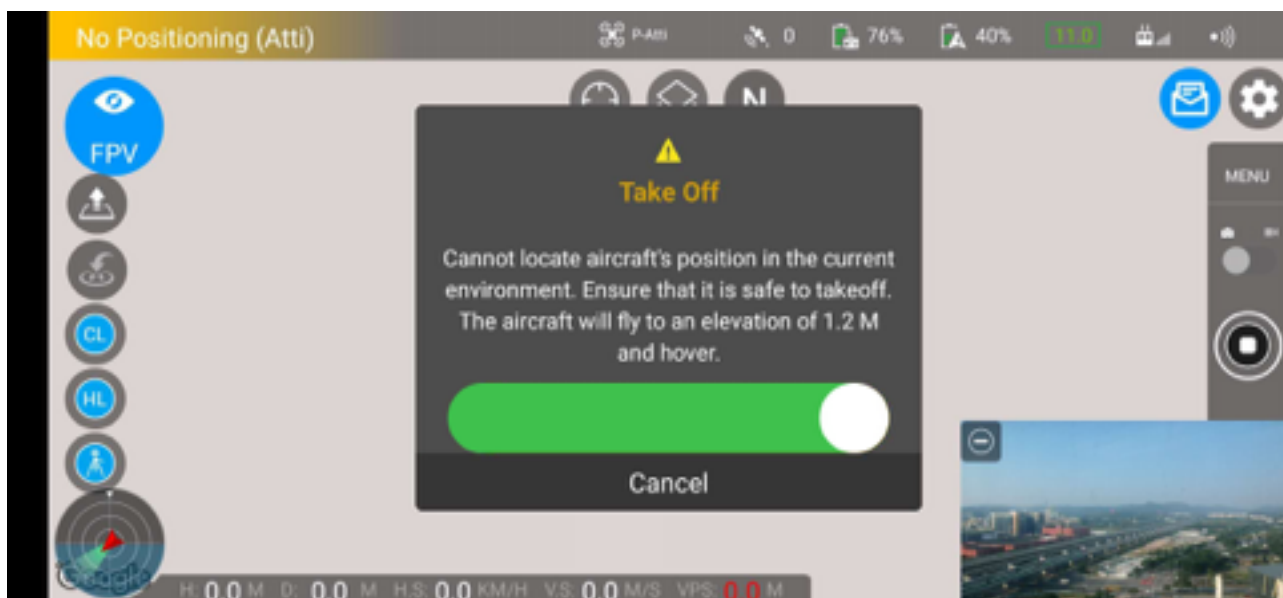 No Positioning (Atti)
P-Atti
0
76%
40%
11.0
FPV
N
MENU
Take Off
Cannot locate aircraft's position in the current
environment. Ensure that it is safe to takeoff.
The aircraft will fly to an elevation of 1.2 M
and hover.
Cancel
CL
HL
Google
H: 0.0 M D: 0.0 M H.S: 0.0 KM/H V.S: 0.0 M/S VPS: 0.0 M